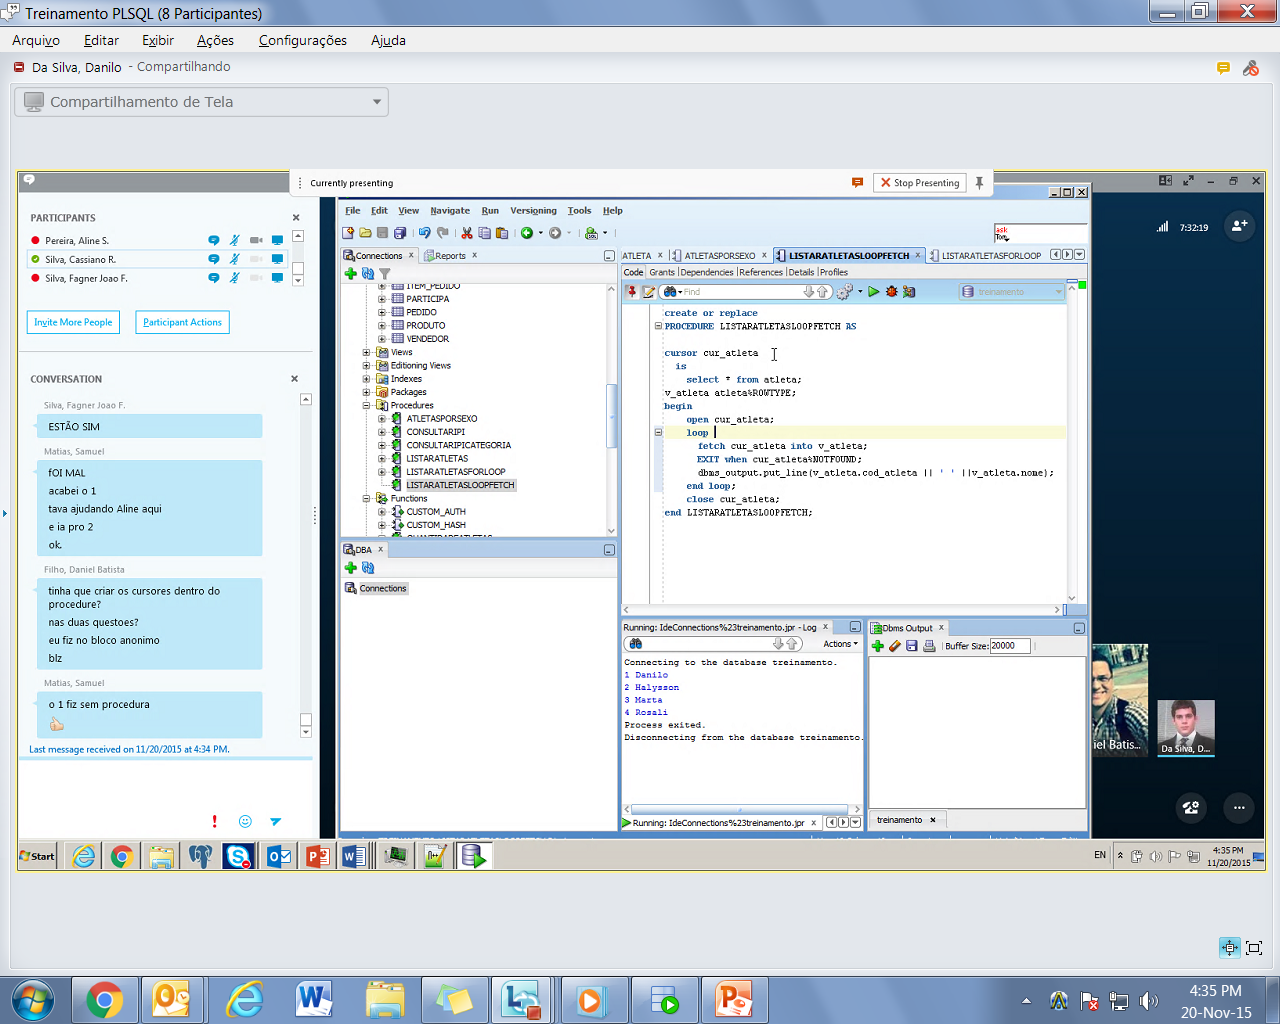 Treinamento PLSQL (8 Participantes)
Arquivo Editar Exibir Ações Configurações Ajuda
Da Silva, Danilo - Compartilhando
Compartilhamento de Tela
Currently presenting
Stop Presenting
PARTICIPANTS
Pereira, Aline S.
Silva, Cassiano R.
Silva, Fagner Joao F.
Invite More People
Participant Actions
CONVERSATION
Silva, Fagner Joao F.
ESTÃO SIM
Matias, Samuel
fOI MAL
acabei o 1
tava ajudando Aline aqui
e ia pro 2
ok.
Filho, Daniel Batista
tinha que criar os cursores dentro do
procedure?
nas duas questoes?
eu fiz no bloco anonimo
blz
Matias, Samuel
o 1 fiz sem procedura
Last message received on 11/20/2015 at 4:34 PM.
File Edit View Navigate Run Versioning Tools Help
ask
Tom
Connections
Reports
ITEM_PEDIDO
PARTICIPA
PEDIDO
PRODUTO
VENDEDOR
Views
Editioning Views
Indexes
Packages
Procedures
ATLETASPORSEXO
CONSULTARIPI
CONSULTARIPICATEGORIA
LISTARATLETAS
LISTARATLETASFORLOOP
LISTARATLETASLOOPFETCH
Functions
CUSTOM_AUTH
CUSTOM_HASH
DBA
Connections
ATLETA ATLETASPORSEXO LISTARATLETASLOOPFETCH LISTARATLETASFORLOOP
Code Grants Dependencies References Details Profiles
Find
treinamento
create or replace
PROCEDURE LISTARATLETASLOOPFETCH AS
cursor cur_atleta
is
select * from atleta;
v_atleta atleta%ROWTYPE;
begin
open cur_atleta;
loop
fetch cur_atleta into v_atleta;
EXIT when cur_atleta%NOTFOUND;
dbms_output.put_line(v_atleta.cod_atleta || ' ' ||v_atleta.nome);
end loop;
close cur_atleta;
end LISTARATLETASLOOPFETCH;
Running: IdeConnections%23treinamento.jpr - Log
Actions
Connecting to the database treinamento.
1 Danilo
2 Halysson
3 Marta
4 Rosali
Process exited.
Disconnecting from the database treinamento.
Running: IdeConnections%23treinamento.jpr
Dbms Output
Buffer Size: 20000
treinamento
7:32:19
iel Batis...
Da Silva, D...
Start
EN
4:35 PM
11/20/2015
4:35 PM
20-Nov-15